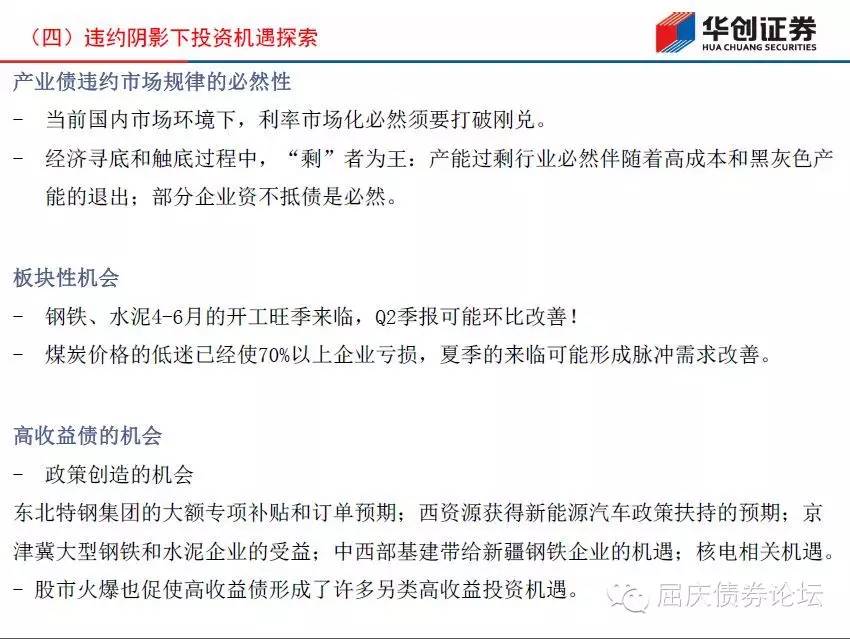 （四）违约阴影下投资机遇探索
华创证券
HUA CHUANG SECURITIES
产业债违约市场规律的必然性
- 当前国内市场环境下，利率市场化必然须要打破刚兑。
- 经济寻底和触底过程中，“剩”者为王：产能过剩行业必然伴随着高成本和黑灰色产
能的退出；部分企业资不抵债是必然。
板块性机会
- 钢铁、水泥4-6月的开工旺季来临，Q2季报可能环比改善！
- 煤炭价格的低迷已经使70%以上企业亏损，夏季的来临可能形成脉冲需求改善。
高收益债的机会
- 政策创造的机会
东北特钢集团的大额专项补贴和订单预期；西资源获得新能源汽车政策扶持的预期；京
津冀大型钢铁和水泥企业的受益；中西部基建带给新疆钢铁企业的机遇；核电相关机遇。
- 股市火爆也促使高收益债形成了许多另类高收益投资机遇。
屈庆债券论坛